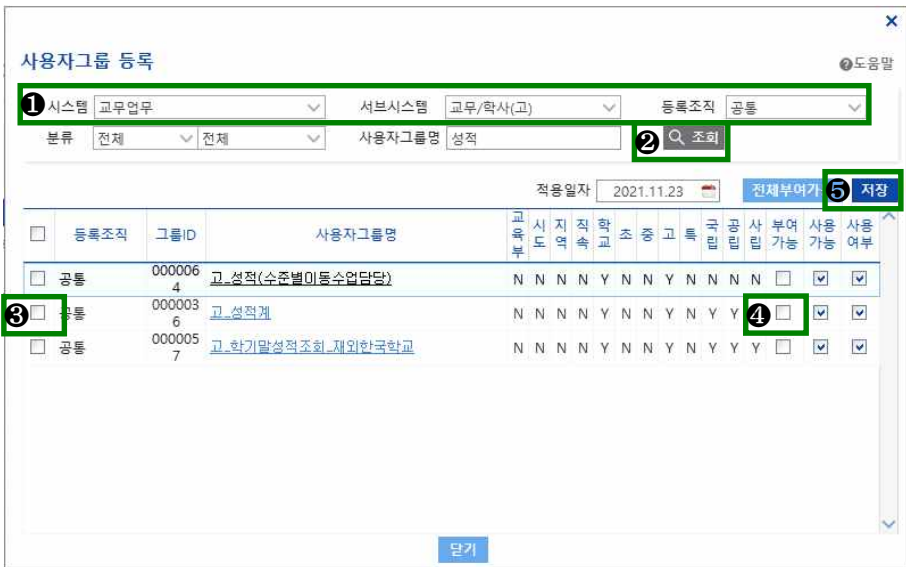 ×
사용자그룹 등록
도움말
❶ 시스템 교무업무 서브시스템 교무/학사(고) 등록조직 공통
분류 전체 전체 사용자그룹명 성적 ❷ 조회
적용일자 2021.11.23 전체부여가 ❺ 저장
등록조직 그룹ID 사용자그룹명 교육부 시도 지역 직속 학교 초 중 고 특 국립 공립 사립 부여가능 사용가능 사용여부
공통 0000064 고_성적(수준별이동수업담당) N N N N Y N N Y N N N N
❸ 공통 0000036 고_성적계 N N N N Y N N Y N Y Y ❹
공통 0000057 고_학기말성적조회_재외한국학교 N N N N Y N N Y N Y Y Y
닫기